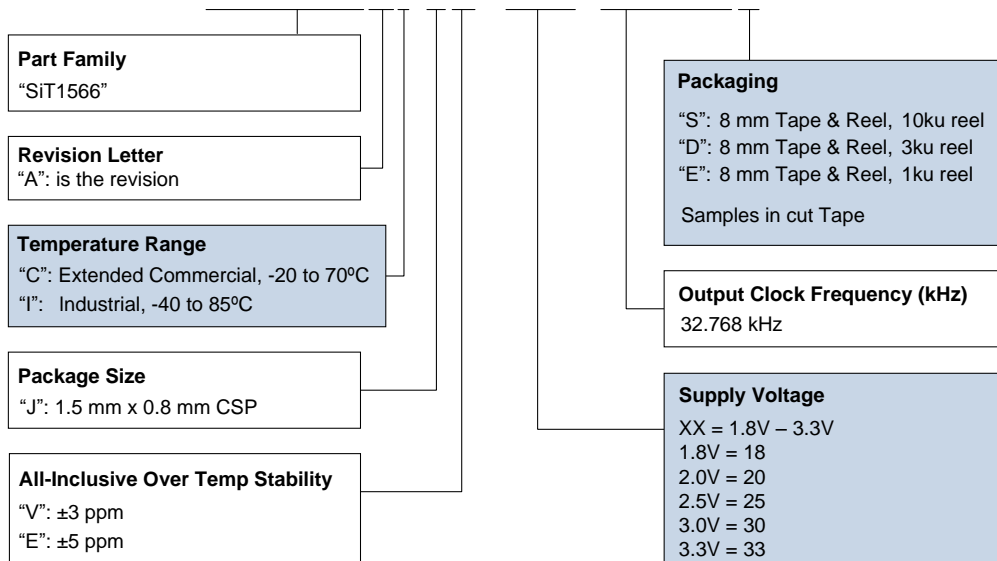 Part Family
“SiT1566”
Revision Letter
“A”: is the revision
Temperature Range
“C”: Extended Commercial, -20 to 70ºC
“I”: Industrial, -40 to 85ºC
Package Size
“J”: 1.5 mm x 0.8 mm CSP
All-Inclusive Over Temp Stability
“V”: ±3 ppm
“E”: ±5 ppm
Packaging
“S”: 8 mm Tape & Reel, 10ku reel
“D”: 8 mm Tape & Reel, 3ku reel
“E”: 8 mm Tape & Reel, 1ku reel
Samples in cut Tape
Output Clock Frequency (kHz)
32.768 kHz
Supply Voltage
XX = 1.8V – 3.3V
1.8V = 18
2.0V = 20
2.5V = 25
3.0V = 30
3.3V = 33